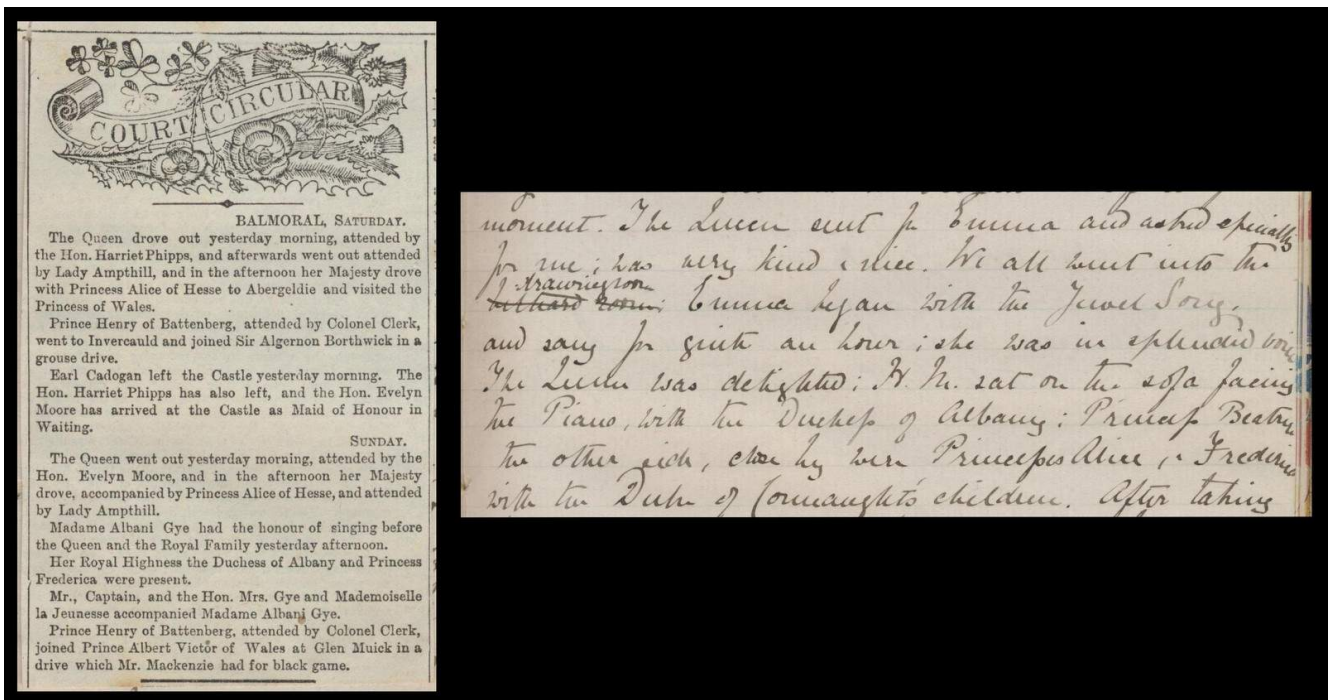 COURT CIRCULAR
BALMORAL, SATURDAY.
The Queen drove out yesterday morning, attended by
the Hon. Harriet Phipps, and afterwards went out attended
by Lady Ampthill, and in the afternoon her Majesty drove
with Princess Alice of Hesse to Abergeldie and visited the
Princess of Wales.
Prince Henry of Battenberg, attended by Colonel Clerk,
went to Invercauld and joined Sir Algernon Borthwick in a
grouse drive.
Earl Cadogan left the Castle yesterday morning. The
Hon. Harriet Phipps has also left, and the Hon. Evelyn
Moore has arrived at the Castle as Maid of Honour in
Waiting.
SUNDAY.
The Queen went out yesterday morning, attended by the
Hon. Evelyn Moore, and in the afternoon her Majesty
drove, accompanied by Princess Alice of Hesse, and attended
by Lady Ampthill.
Madame Albani Gye had the honour of singing before
the Queen and the Royal Family yesterday afternoon.
Her Royal Highness the Duchess of Albany and Princess
Frederica were present.
Mr., Captain, and the Hon. Mrs. Gye and Mademoiselle
la Jeunesse accompanied Madame Albani Gye.
Prince Henry of Battenberg, attended by Colonel Clerk,
joined Prince Albert Victor of Wales at Glen Muick in a
drive which Mr. Mackenzie had for black game.
moment. The Queen sent for Emma and asked specially
for me; was very kind & nice. We all went into the
drawingroom
billiard room; Emma began with the Jewel Song,
and sang for quite an hour; she was in splendid voice
The Queen was delighted: H. M. sat on the sofa facing
the Piano, with the Duchess of Albany; Princess Beatrice
the other side, close by were Princesses Alice, & Frederica
with the Duke of Connaught's children. After taking